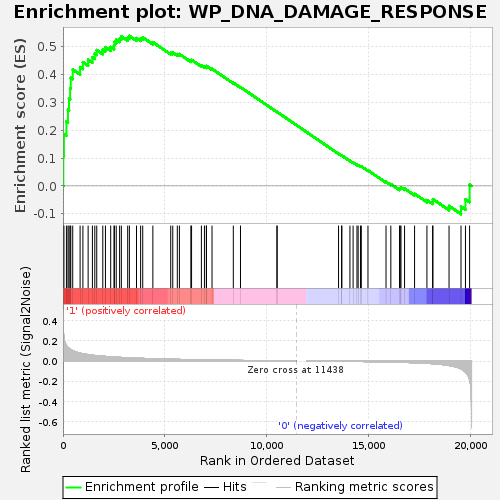 Enrichment plot: WP_DNA_DAMAGE_RESPONSE
Enrichment score (ES)
0.5
0.4
0.3
0.2
0.1
0.0
-0.1
'1' (positively correlated)
Ranked list metric (Signal2Noise)
0.4
0.2
0.0
-0.2
-0.4
-0.6
Zero cross at 11438
'0' (negatively correlated)
0 5,000 10,000 15,000 20,000
Rank in Ordered Dataset
Enrichment profile Hits Ranking metric scores